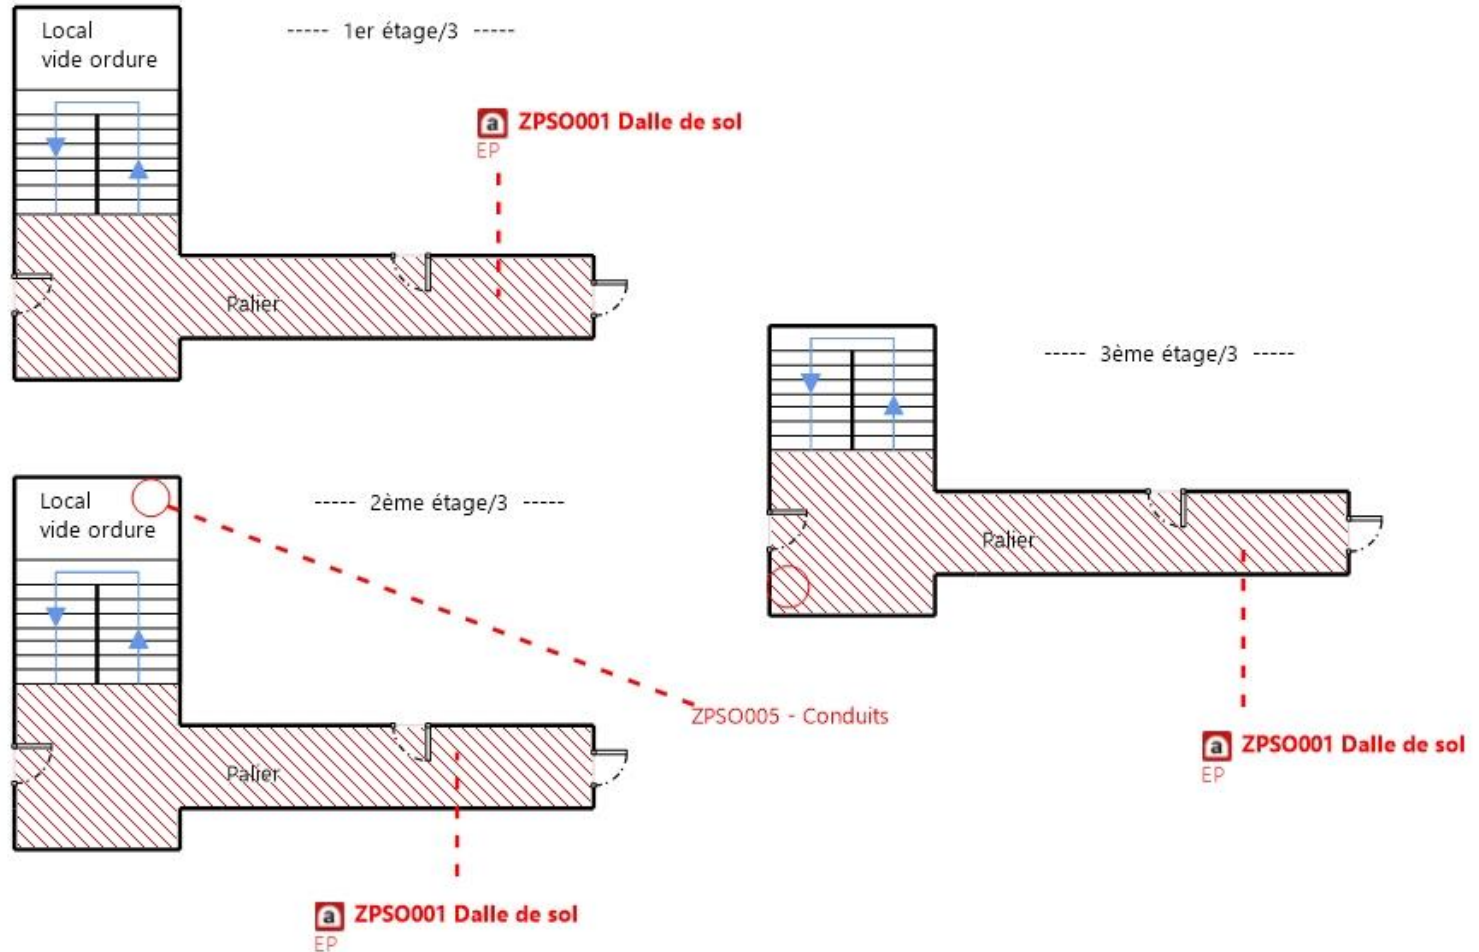 Local
vide ordure
----- 1er étage/3 -----
a ZPSO001 Dalle de sol
EP
Palier
----- 3ème étage/3 -----
Palier
a ZPSO001 Dalle de sol
EP
Local
vide ordure
----- 2ème étage/3 -----
ZPSO005 - Conduits
Palier
a ZPSO001 Dalle de sol
EP